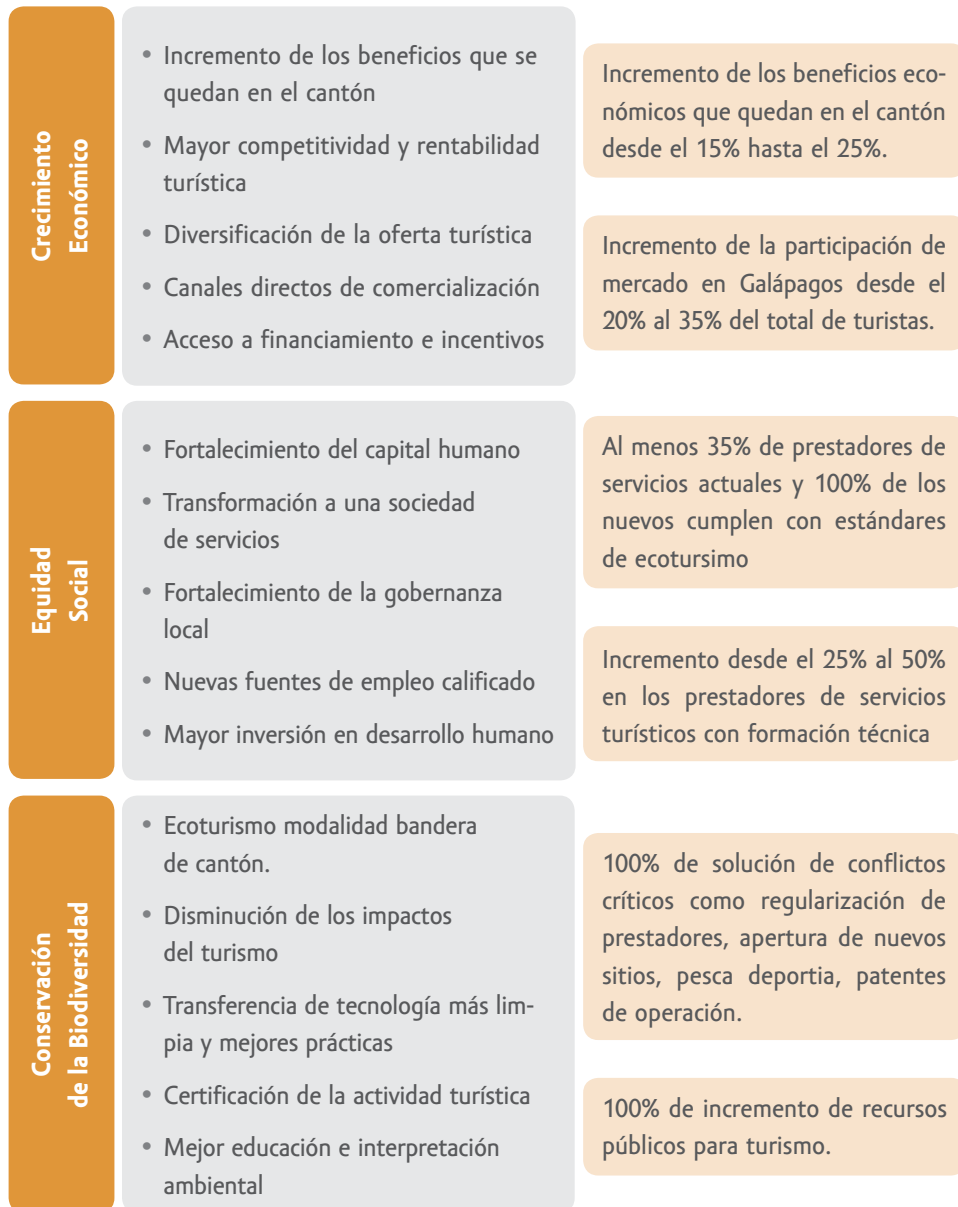 Crecimiento
Económico
• Incremento de los beneficios que se
quedan en el cantón
• Mayor competitividad y rentabilidad
turística
• Diversificación de la oferta turística
• Canales directos de comercialización
• Acceso a financiamiento e incentivos
Incremento de los beneficios eco-
nómicos que quedan en el cantón
desde el 15% hasta el 25%.
Incremento de la participación de
mercado en Galápagos desde el
20% al 35% del total de turistas.
Equidad
Social
• Fortalecimiento del capital humano
• Transformación a una sociedad
de servicios
• Fortalecimiento de la gobernanza
local
• Nuevas fuentes de empleo calificado
• Mayor inversión en desarrollo humano
Al menos 35% de prestadores de
servicios actuales y 100% de los
nuevos cumplen con estándares
de ecotursimo
Incremento desde el 25% al 50%
en los prestadores de servicios
turísticos con formación técnica
Conservación
de la Biodiversidad
• Ecoturismo modalidad bandera
de cantón.
• Disminución de los impactos
del turismo
• Transferencia de tecnología más lim-
pia y mejores prácticas
• Certificación de la actividad turística
• Mejor educación e interpretación
ambiental
100% de solución de conflictos
críticos como regularización de
prestadores, apertura de nuevos
sitios, pesca deportia, patentes
de operación.
100% de incremento de recursos
públicos para turismo.